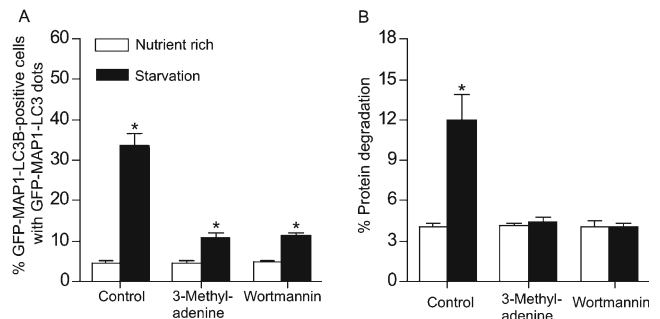 A
% GFP-MAP1-LC3B-positive cells
with GFP-MAP1-LC3 dots
60
50
40
30
20
10
0
Nutrient rich
Starvation
*
*
*
Control
3-Methyl-
adenine
Wortmannin
B
% Protein degradation
18
15
12
9
6
3
0
*
Control
3-Methyl-
adenine
Wortmannin